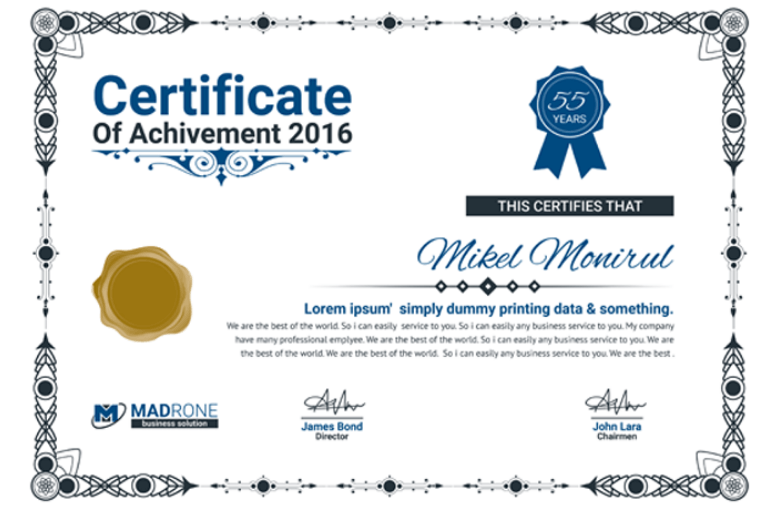 Certificate
Of Achivement 2016
55
YEARS
THIS CERTIFIES THAT
Mikel Monirul
Lorem ipsum' simply dummy printing data & something.
We are the best of the world. So i can easily service to you. So i can easily any business service to you. My company
have many professional emplyee. We are the best of the world. So i can easily any business service to you. We are
the best of the world. We are the best of the world. So i can easily any business service to you. We are the best .
MADRONE
business solution
James Bond
Director
John Lara
Chairmen